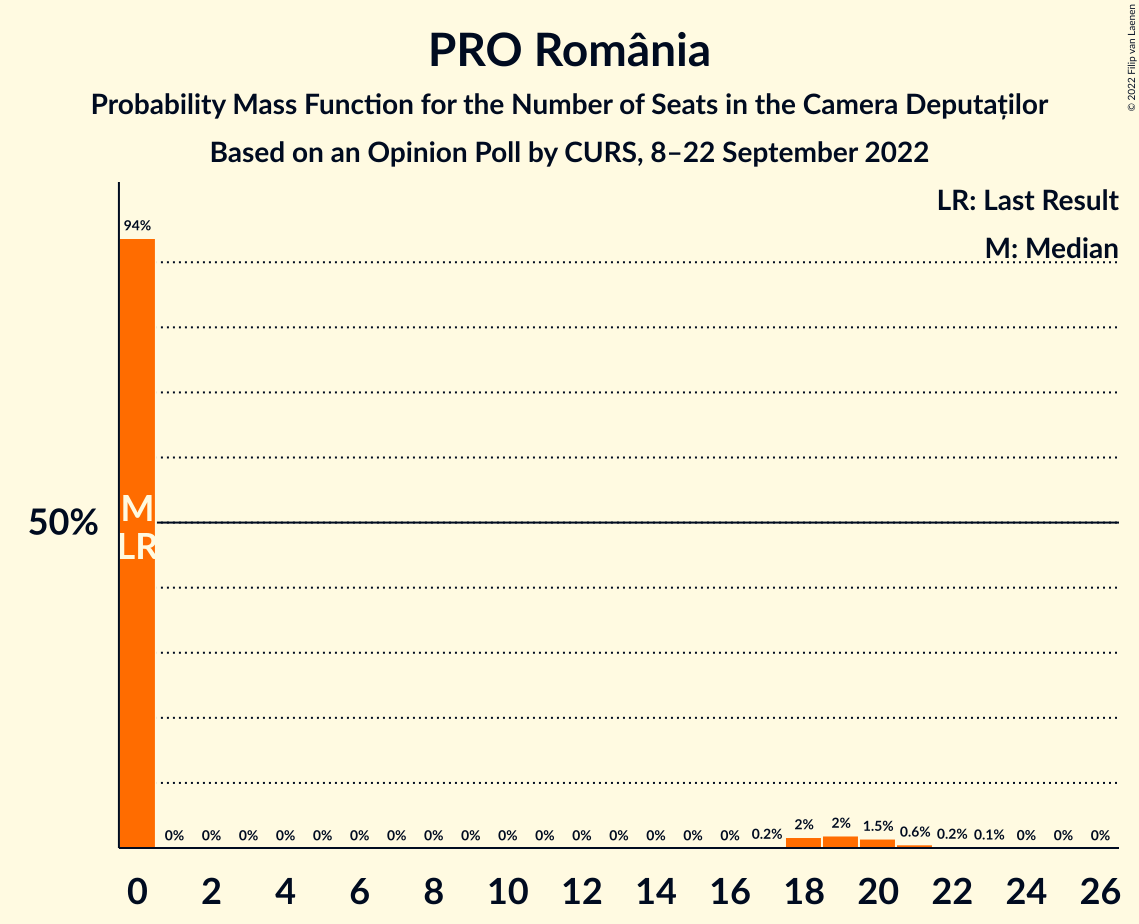 PRO România
Probability Mass Function for the Number of Seats in the Camera Deputaților
Based on an Opinion Poll by CURS, 8–22 September 2022
© 2022 Filip van Laenen
LR: Last Result
M: Median
94%
M
50%
LR
0% 0% 0% 0% 0% 0% 0% 0% 0% 0% 0% 0% 0% 0% 0% 0% 0.2% 2% 2% 1.5% 0.6% 0.2% 0.1% 0% 0% 0%
0 2 4 6 8 10 12 14 16 18 20 22 24 26